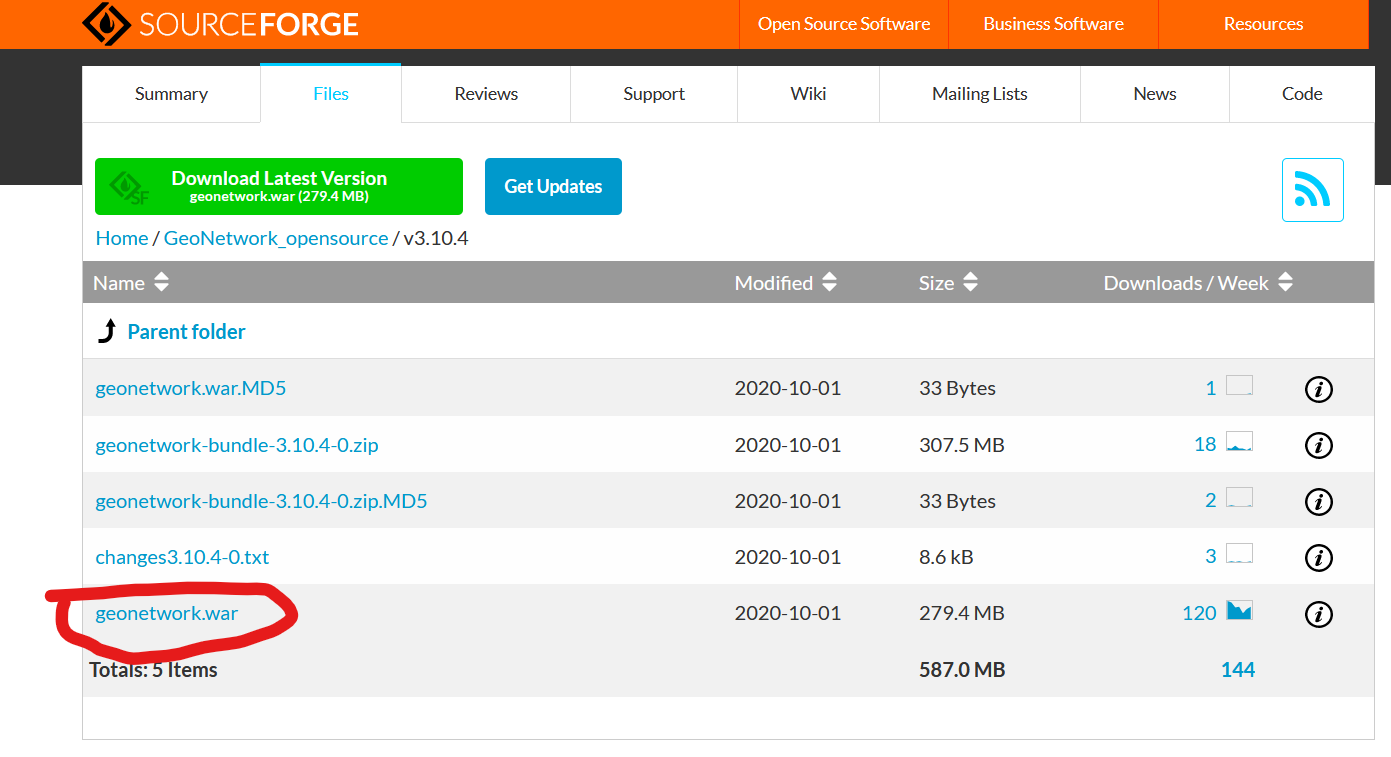 SOURCEFORGE Open Source Software Business Software Resources
Summary Files Reviews Support Wiki Mailing Lists News Code
Download Latest Version
geonetwork.war (279.4 MB)
SF
Get Updates
Home / GeoNetwork_opensource / v3.10.4
Name Modified Size Downloads / Week
Parent folder
geonetwork.war.MD5 2020-10-01 33 Bytes 1 i
geonetwork-bundle-3.10.4-0.zip 2020-10-01 307.5 MB 18 i
geonetwork-bundle-3.10.4-0.zip.MD5 2020-10-01 33 Bytes 2 i
changes3.10.4-0.txt 2020-10-01 8.6 kB 3 i
geonetwork.war 2020-10-01 279.4 MB 120 i
Totals: 5 Items 587.0 MB 144